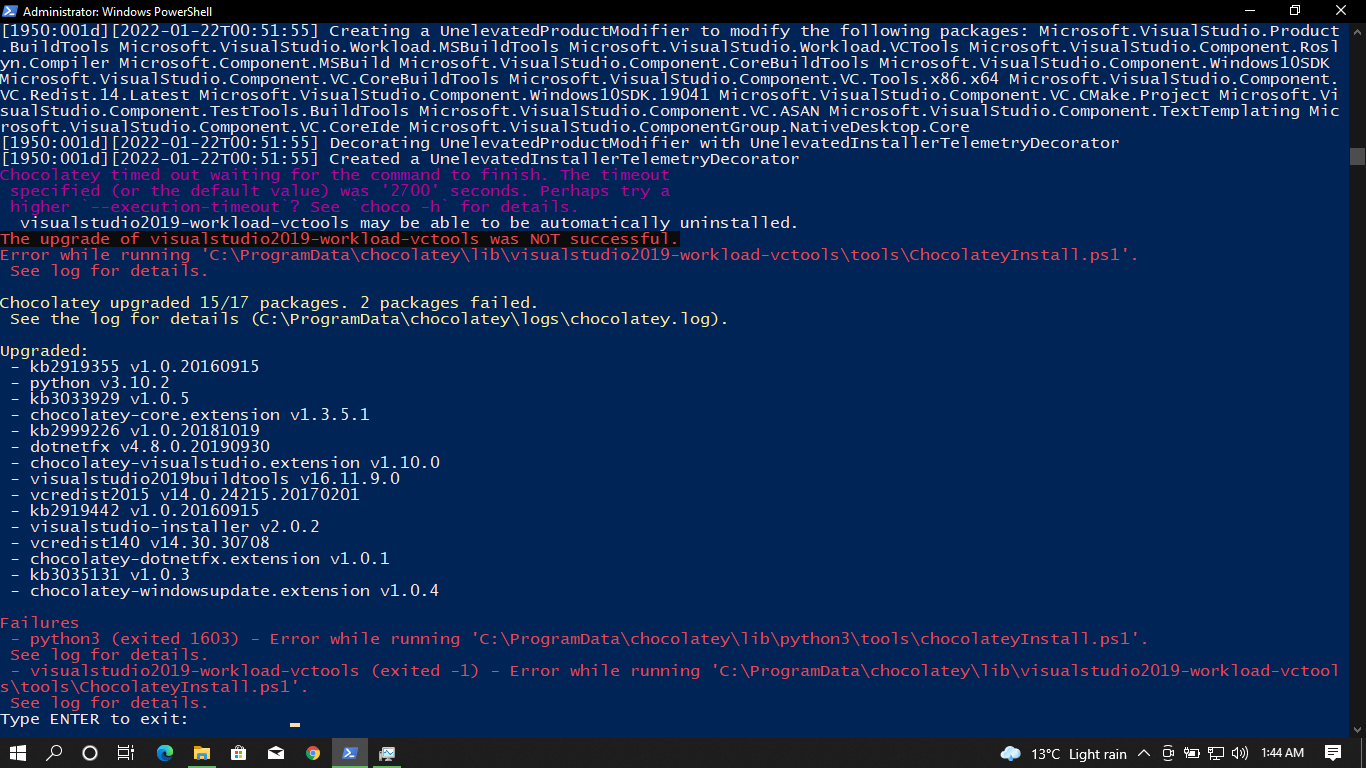 Administrator: Windows PowerShell
[1950:001d][2022-01-22T00:51:55] Creating a UnelevatedProductModifier to modify the following packages: Microsoft.VisualStudio.Product
.BuildTools Microsoft.VisualStudio.Workload.MSBuildTools Microsoft.VisualStudio.Workload.VCTools Microsoft.VisualStudio.Component.Rosl
yn.Compiler Microsoft.Component.MSBuild Microsoft.VisualStudio.Component.CoreBuildTools Microsoft.VisualStudio.Component.Windows10SDK
Microsoft.VisualStudio.Component.VC.CoreBuildTools Microsoft.VisualStudio.Component.VC.Tools.x86.x64 Microsoft.VisualStudio.Component.
VC.Redist.14.Latest Microsoft.VisualStudio.Component.Windows10SDK.19041 Microsoft.VisualStudio.Component.VC.CMake.Project Microsoft.Vi
sualStudio.Component.TestTools.BuildTools Microsoft.VisualStudio.Component.VC.ASAN Microsoft.VisualStudio.Component.TextTemplating Mic
rosoft.VisualStudio.Component.VC.CoreIde Microsoft.VisualStudio.ComponentGroup.NativeDesktop.Core
[1950:001d][2022-01-22T00:51:55] Decorating UnelevatedProductModifier with UnelevatedInstallerTelemetryDecorator
[1950:001d][2022-01-22T00:51:55] Created a UnelevatedInstallerTelemetryDecorator
Chocolatey timed out waiting for the command to finish. The timeout
specified (or the default value) was '2700' seconds. Perhaps try a
higher `--execution-timeout`? See `choco -h` for details.
visualstudio2019-workload-vctools may be able to be automatically uninstalled.
The upgrade of visualstudio2019-workload-vctools was NOT successful.
Error while running 'C:\ProgramData\chocolatey\lib\visualstudio2019-workload-vctools\tools\ChocolateyInstall.ps1'.
See log for details.
Chocolatey upgraded 15/17 packages. 2 packages failed.
See the log for details (C:\ProgramData\chocolatey\logs\chocolatey.log).
Upgraded:
- kb2919355 v1.0.20160915
- python v3.10.2
- kb3033929 v1.0.5
- chocolatey-core.extension v1.3.5.1
- kb2999226 v1.0.20181019
- dotnetfx v4.8.0.20190930
- chocolatey-visualstudio.extension v1.10.0
- visualstudio2019buildtools v16.11.9.0
- vcredist2015 v14.0.24215.20170201
- kb2919442 v1.0.20160915
- visualstudio-installer v2.0.2
- vcredist140 v14.30.30708
- chocolatey-dotnetfx.extension v1.0.1
- kb3035131 v1.0.3
- chocolatey-windowsupdate.extension v1.0.4
Failures
- python3 (exited 1603) - Error while running 'C:\ProgramData\chocolatey\lib\python3\tools\chocolateyInstall.ps1'.
See log for details.
- visualstudio2019-workload-vctools (exited -1) - Error while running 'C:\ProgramData\chocolatey\lib\visualstudio2019-workload-vctool
s\tools\ChocolateyInstall.ps1'.
See log for details.
Type ENTER to exit:
13°C Light rain
1:44 AM